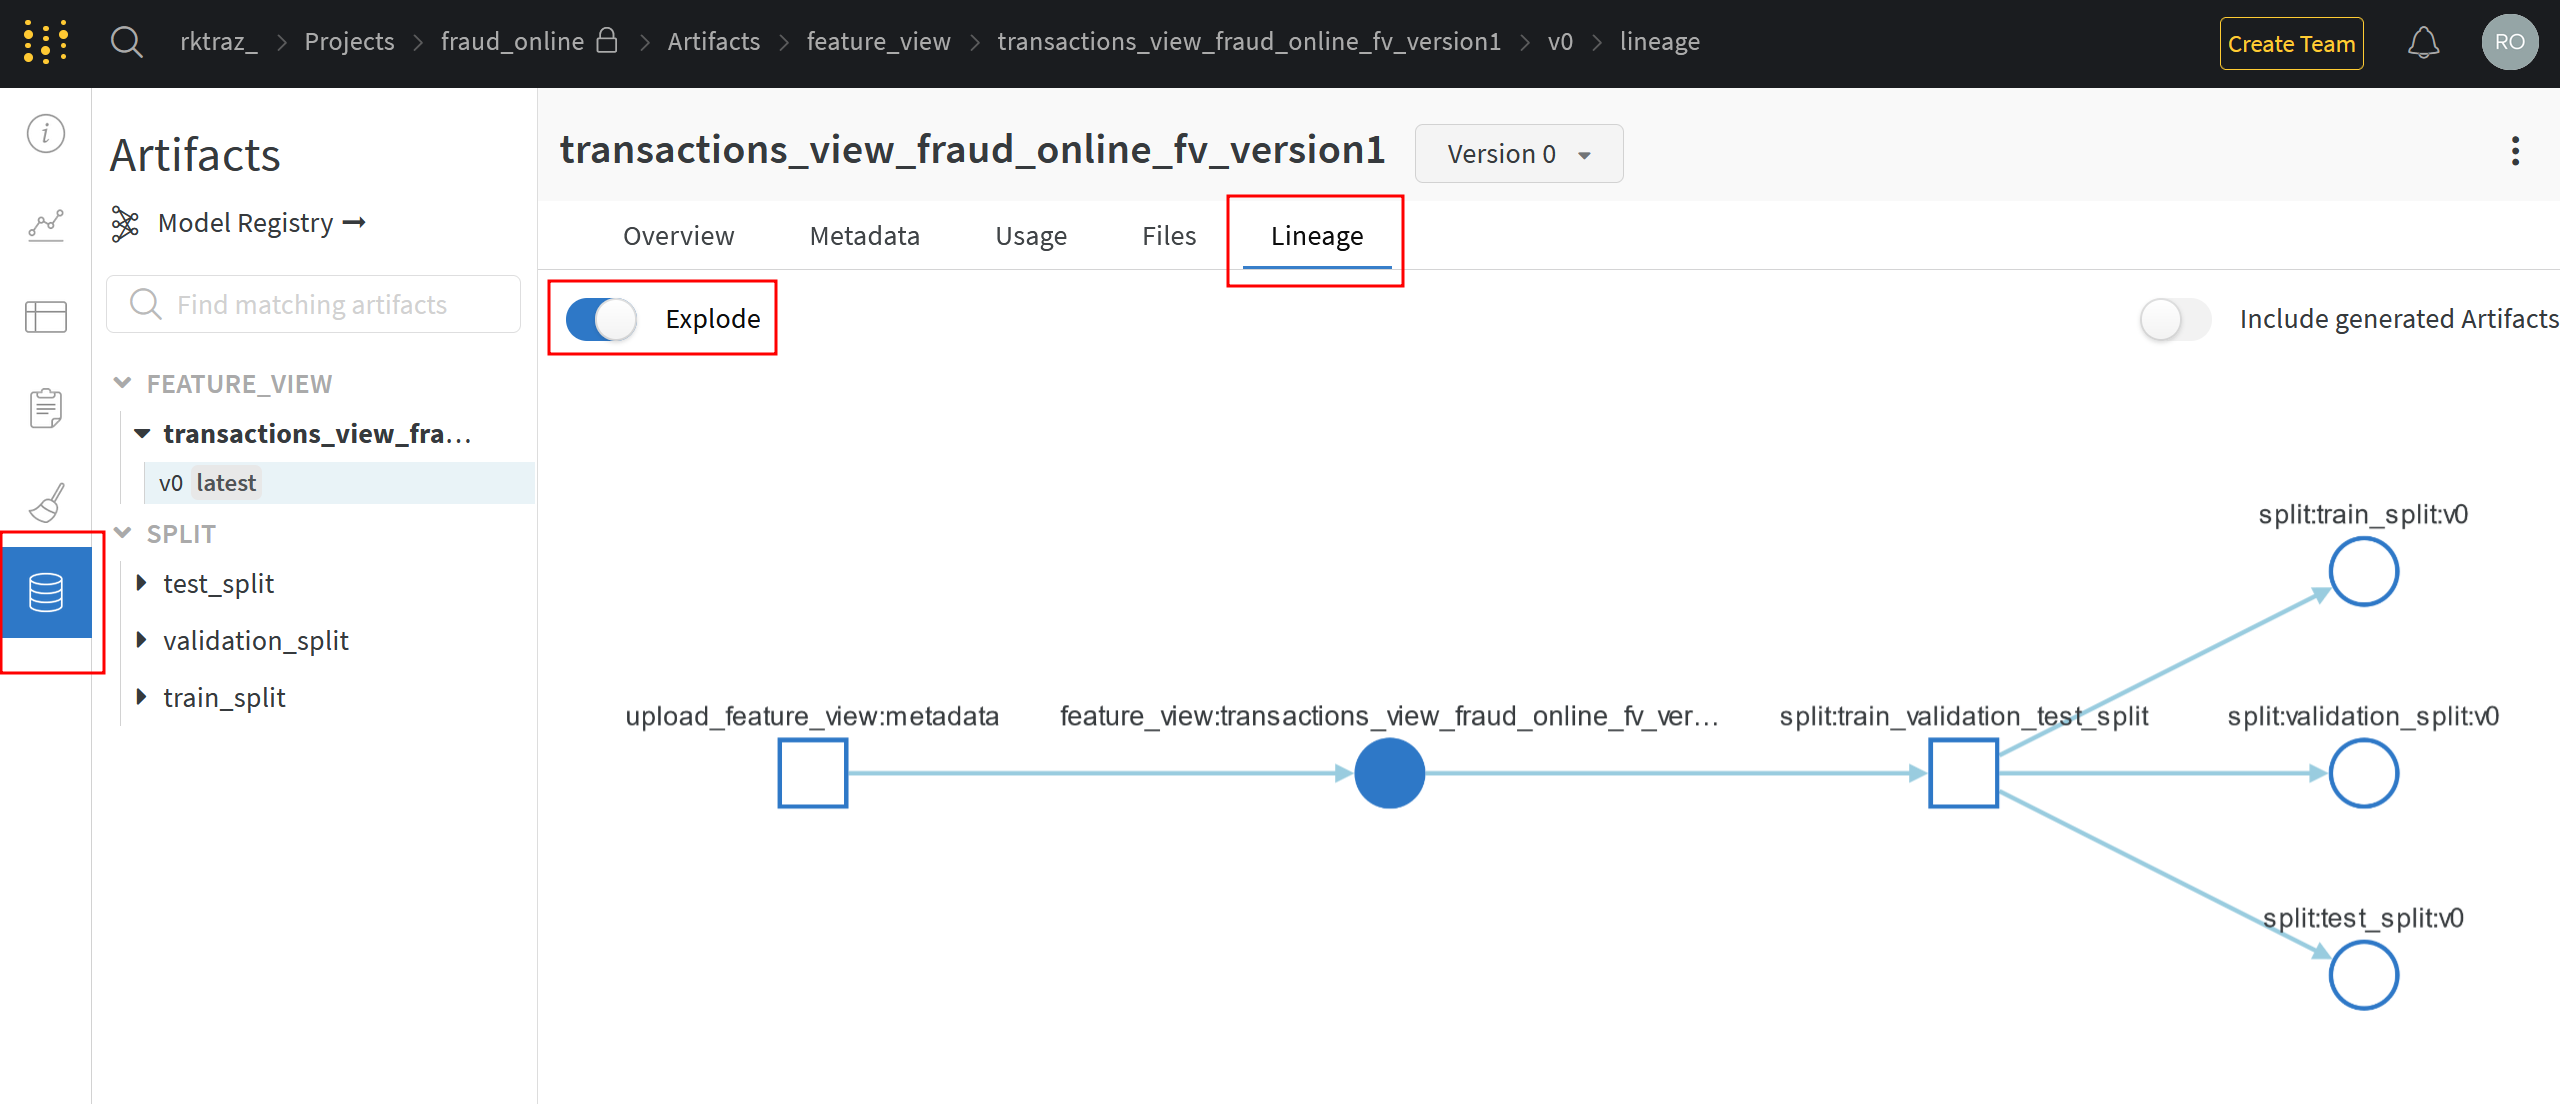 rktraz_ > Projects > fraud_online > Artifacts > feature_view > transactions_view_fraud_online_fv_version1 > v0 > lineage
Create Team
RO
Artifacts
Model Registry →
Find matching artifacts
FEATURE_VIEW
transactions_view_fra...
v0 latest
SPLIT
test_split
validation_split
train_split
transactions_view_fraud_online_fv_version1
Version 0
Overview Metadata Usage Files Lineage
Explode
Include generated Artifacts
split:train_split:v0
upload_feature_view:metadata
feature_view:transactions_view_fraud_online_fv_ver...
split:train_validation_test_split
split:validation_split:v0
split:test_split:v0